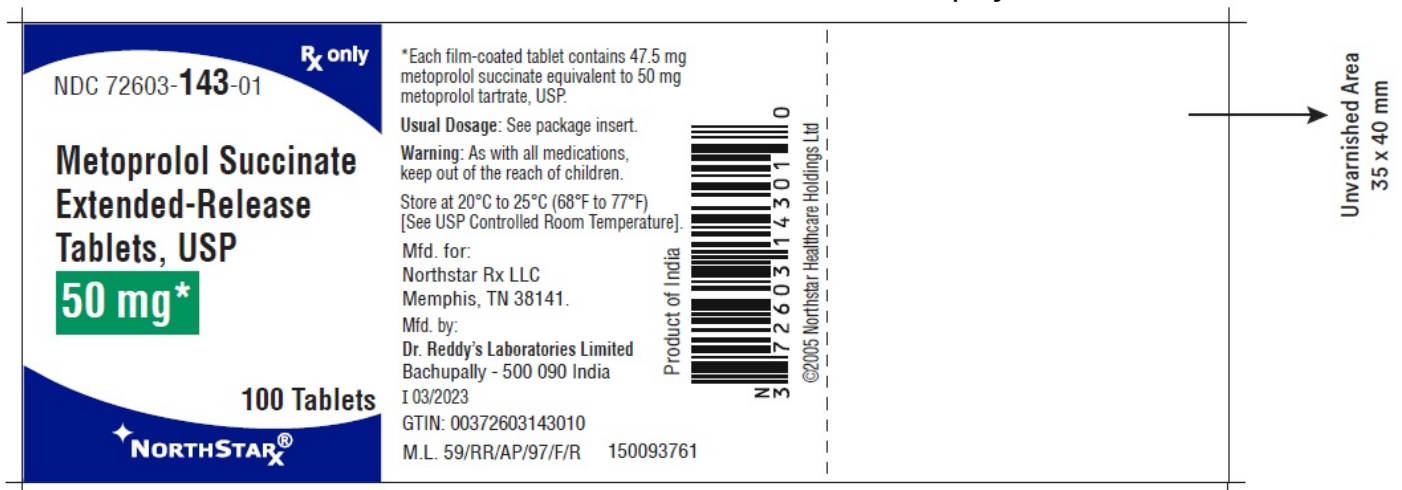 Rx only
NDC 72603-143-01
Metoprolol Succinate
Extended-Release
Tablets, USP
50 mg*
100 Tablets
NORTHSTARx®
*Each film-coated tablet contains 47.5 mg
metoprolol succinate equivalent to 50 mg
metoprolol tartrate, USP.
Usual Dosage: See package insert.
Warning: As with all medications,
keep out of the reach of children.
Store at 20°C to 25°C (68°F to 77°F)
[See USP Controlled Room Temperature].
Mfd. for:
Northstar Rx LLC
Memphis, TN 38141.
Mfd. by:
Dr. Reddy's Laboratories Limited
Bachupally - 500 090 India
I 03/2023
GTIN: 00372603143010
M.L. 59/RR/AP/97/F/R 150093761
Product of India
N
3 72603 14301 0
©2005 Northstar Healthcare Holdings Ltd
Unvarnished Area
35 x 40 mm